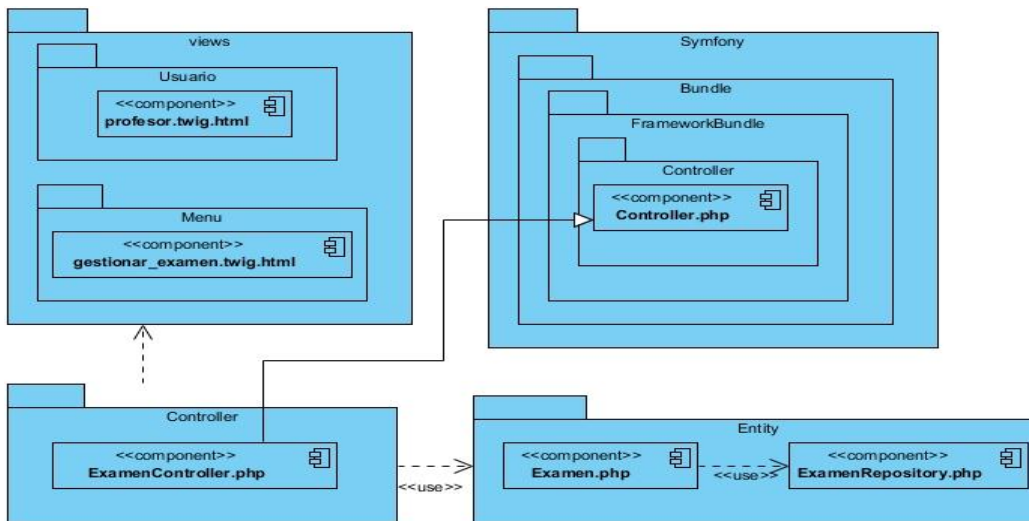 views
Usuario
<<component>>
profesor.twig.html
Menu
<<component>>
gestionar_examen.twig.html
Symfony
Bundle
FrameworkBundle
Controller
<<component>>
Controller.php
Controller
<<component>>
ExamenController.php
<<use>>
Entity
<<component>>
Examen.php
<<use>>
<<component>>
ExamenRepository.php